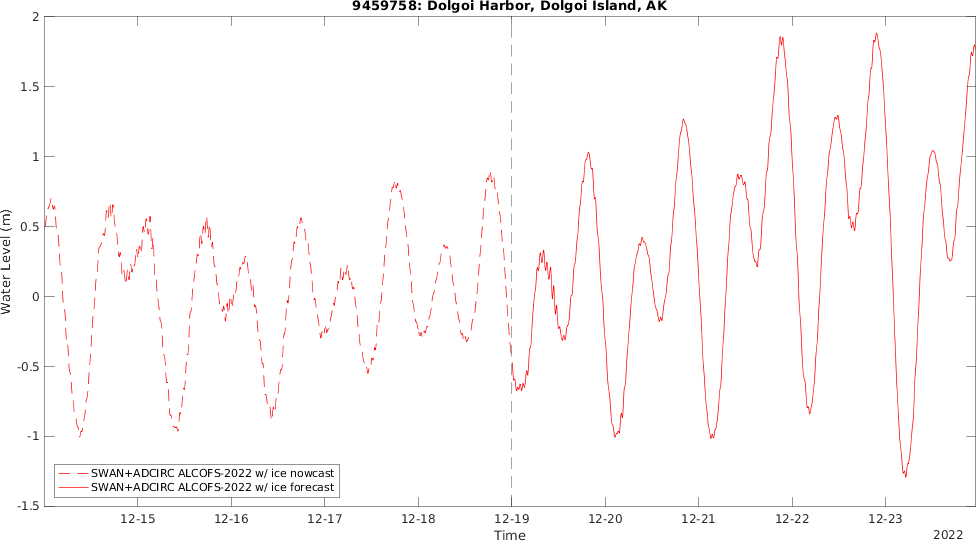 9459758: Dolgoi Harbor, Dolgoi Island, AK
2
1.5
1
0.5
0
-0.5
-1
-1.5
Water Level (m)
SWAN+ADCIRC ALCOFS-2022 w/ ice nowcast
SWAN+ADCIRC ALCOFS-2022 w/ ice forecast
12-15 12-16 12-17 12-18 12-19 12-20 12-21 12-22 12-23
Time
2022